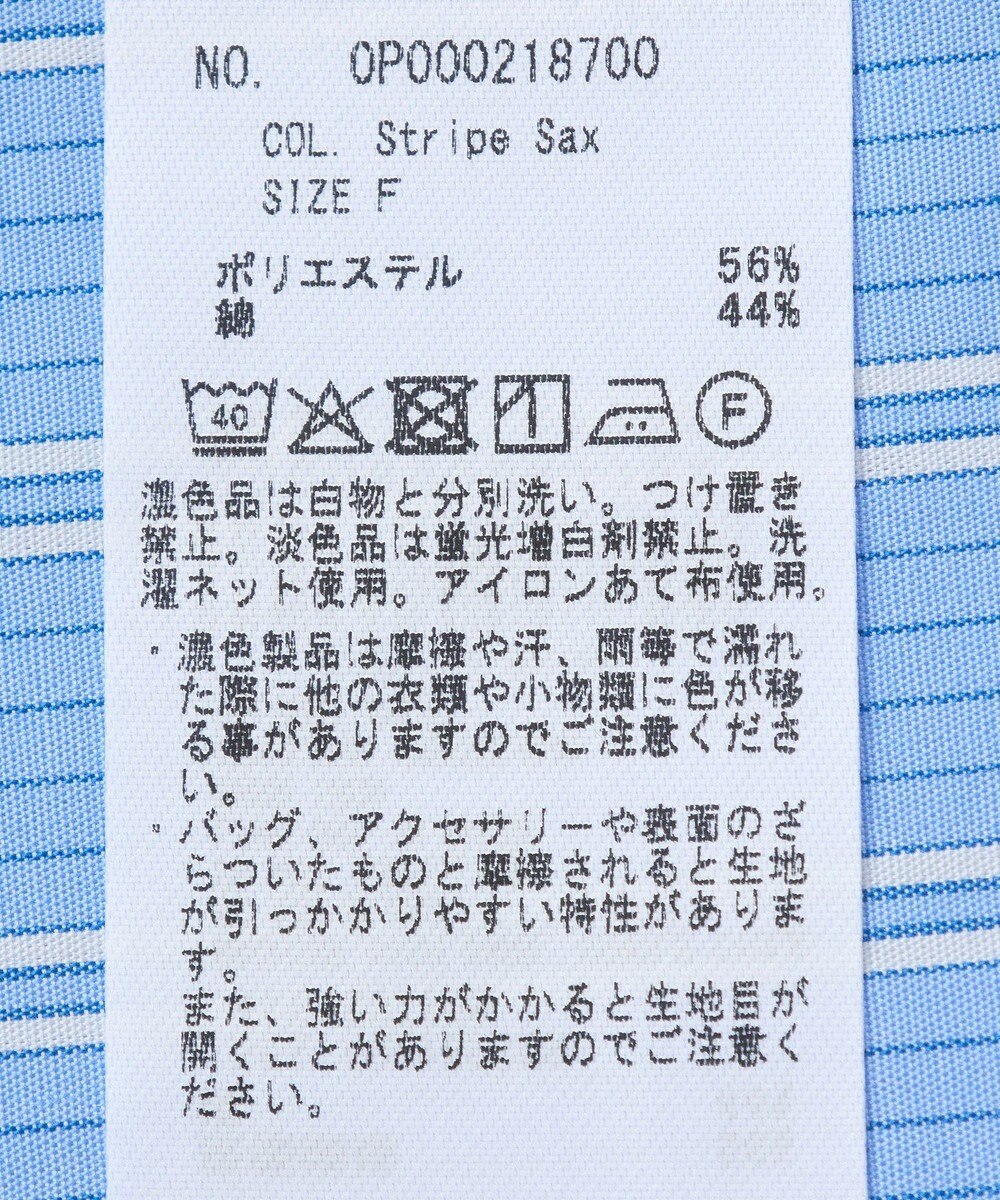 NO. OP000218700
COL. Stripe Sax
SIZE F
ポリエステル 56%
綿 44%
40 F
濃色品は白物と分別洗い。つけ置き
禁止。淡色品は蛍光増白剤禁止。洗
濯ネット使用。アイロンあて布使用。
・濃色製品は摩擦や汗、雨等で濡れ
た際に他の衣類や小物類に色が移
る事がありますのでご注意くださ
い。
・バッグ、アクセサリーや表面のざ
らついたものと摩擦されると生地
が引っかかりやすい特性がありま
す。
また、強い力がかかると生地目が
開くことがありますのでご注意く
ださい。